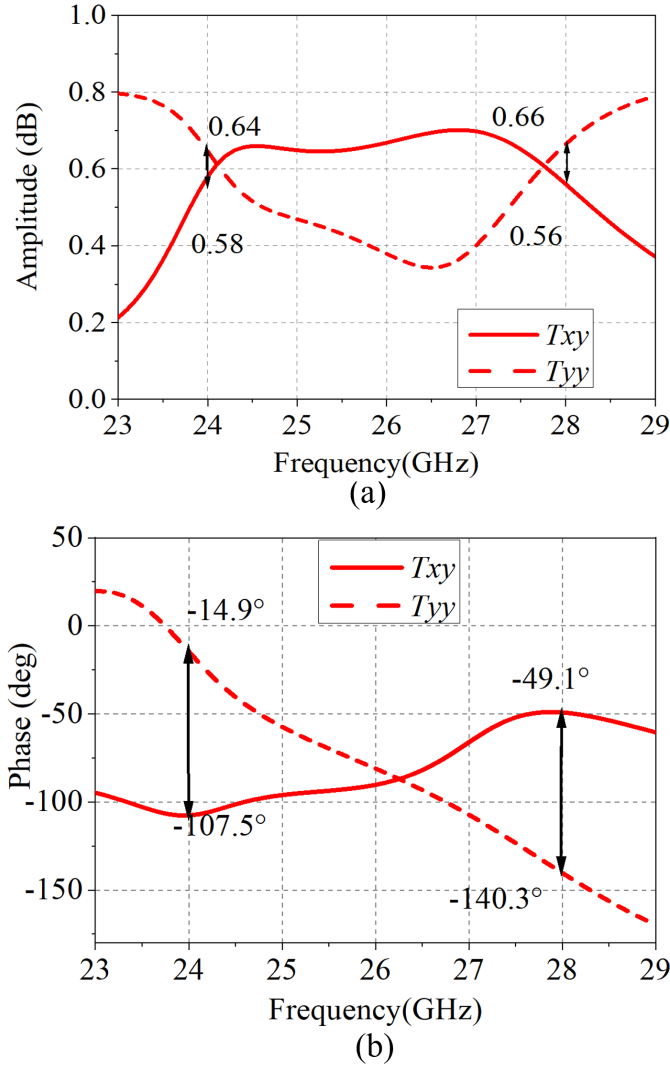 1.0
0.8
0.6
0.4
0.2
0.0
Amplitude (dB)
0.64
0.66
0.58
0.56
Txy
Tyy
23 24 25 26 27 28 29
Frequency(GHz)
(a)
50
0
-50
-100
-150
Phase (deg)
Txy
Tyy
-14.9°
-49.1°
-107.5°
-140.3°
23 24 25 26 27 28 29
Frequency(GHz)
(b)